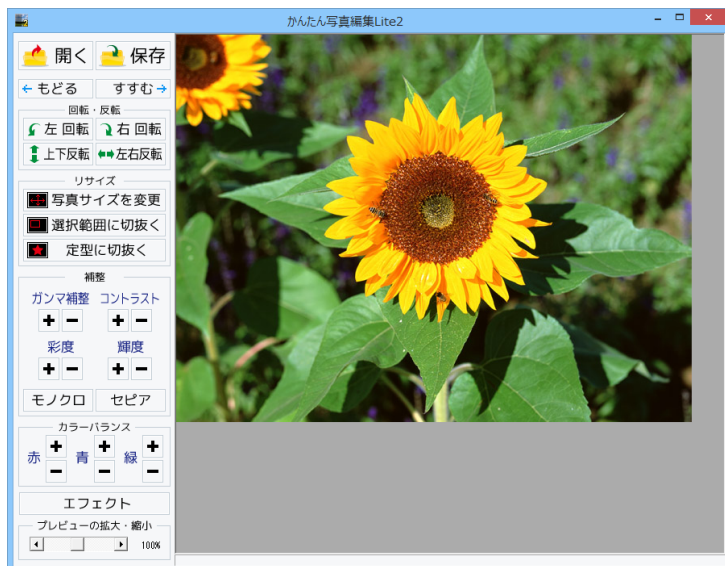 かんたん写真編集Lite2
開く 保存
もどる すすむ
回転・反転
左 回転 右 回転
上下反転 左右反転
リサイズ
写真サイズを変更
選択範囲に切抜く
定型に切抜く
補整
ガンマ補整 コントラスト
+ − + −
彩度 輝度
+ − + −
モノクロ セピア
カラーバランス
赤 + 青 + 緑 +
− − −
エフェクト
プレビューの拡大・縮小
100%